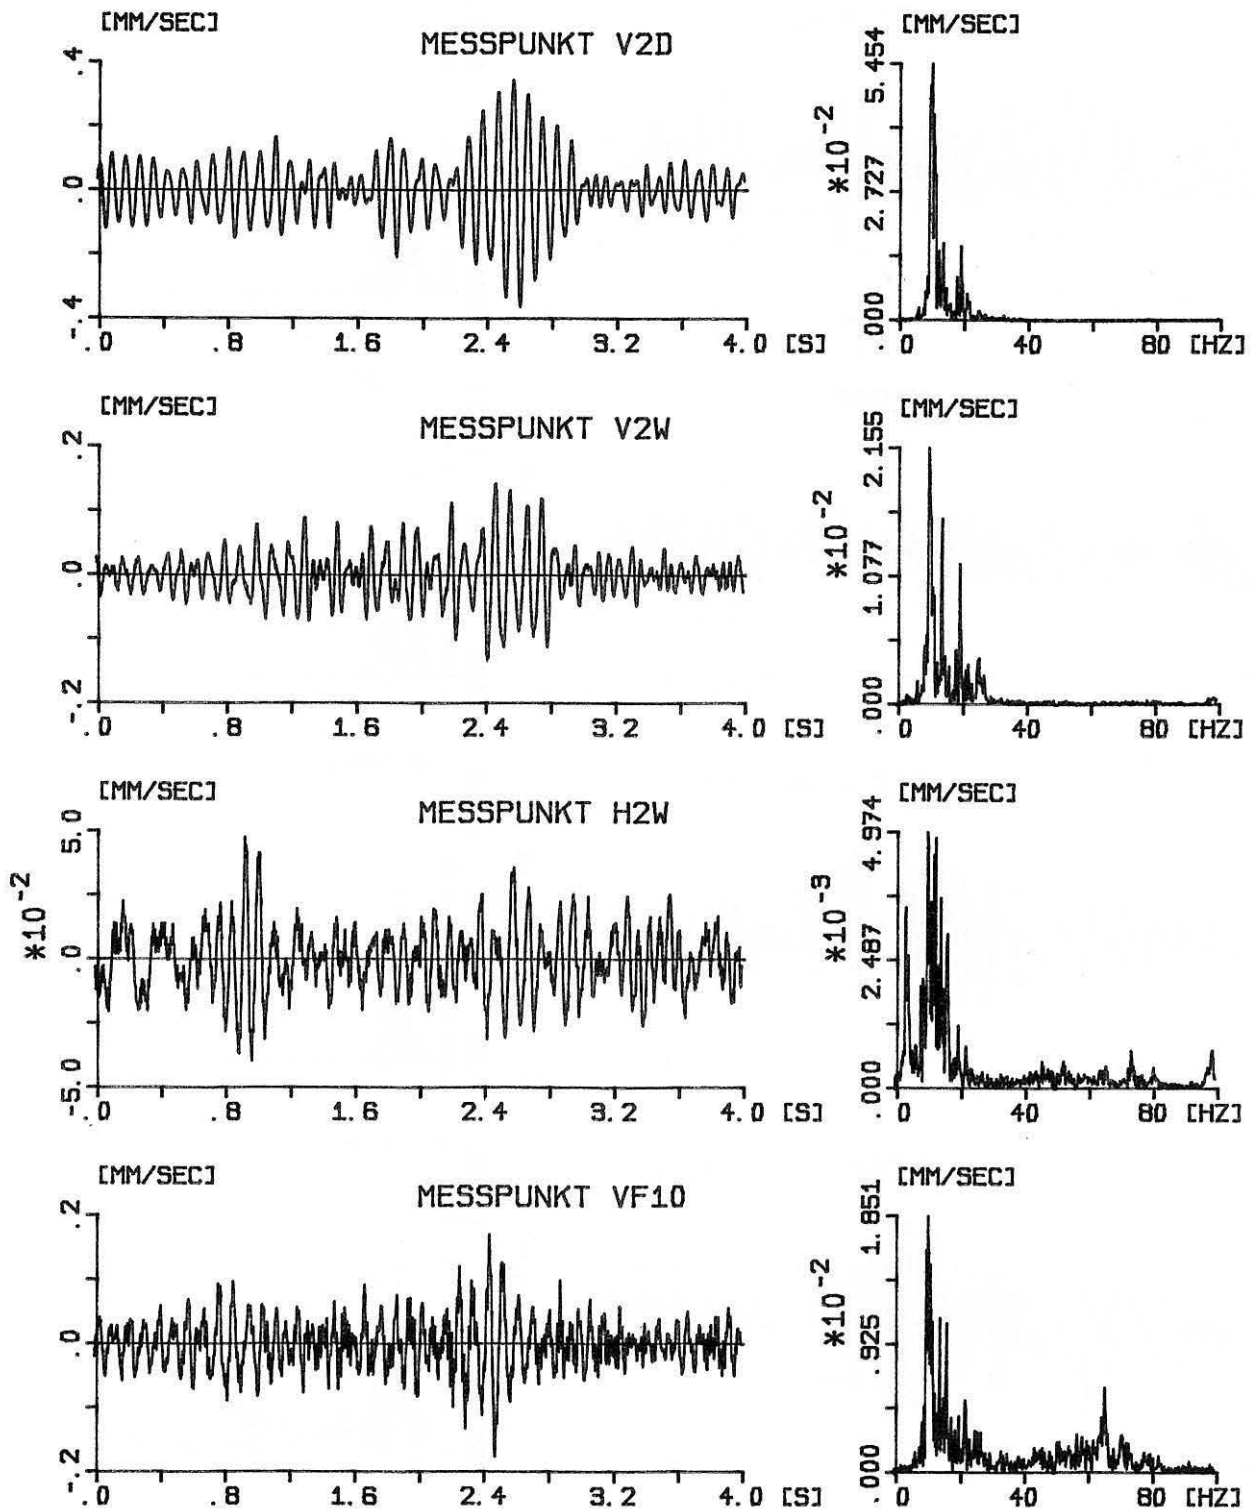 [MM/SEC]
MESSPUNKT V2D
.4
.0
-.4
.0 .8 1.6 2.4 3.2 4.0 [S]
[MM/SEC]
*10-2
5.454
2.727
.000
0 40 80 [HZ]
[MM/SEC]
MESSPUNKT V2W
.2
.0
-.2
.0 .8 1.6 2.4 3.2 4.0 [S]
[MM/SEC]
*10-2
2.155
1.077
.000
0 40 80 [HZ]
[MM/SEC]
MESSPUNKT H2W
*10-2
5.0
.0
-5.0
.0 .8 1.6 2.4 3.2 4.0 [S]
[MM/SEC]
*10-3
4.974
2.487
.000
0 40 80 [HZ]
[MM/SEC]
MESSPUNKT VF10
.2
.0
-.2
.0 .8 1.6 2.4 3.2 4.0 [S]
[MM/SEC]
*10-2
1.851
.925
.000
0 40 80 [HZ]